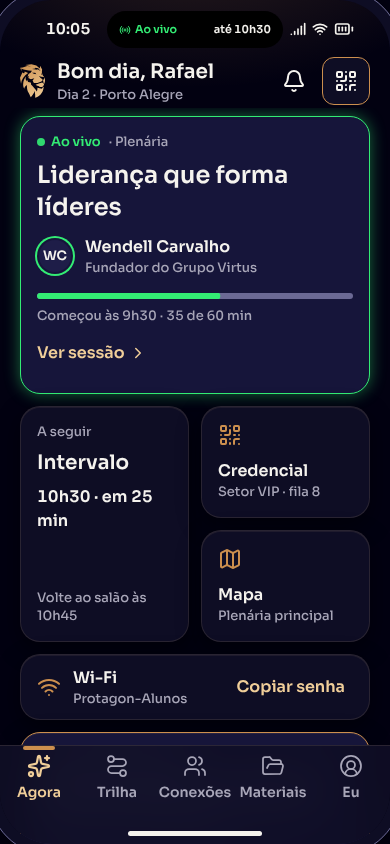 10:05
Ao vivo
até 10h30
Bom dia, Rafael
Dia 2 · Porto Alegre
Ao vivo · Plenária
Liderança que forma
líderes
WC
Wendell Carvalho
Fundador do Grupo Virtus
Começou às 9h30 · 35 de 60 min
Ver sessão
A seguir
Intervalo
10h30 · em 25
min
Volte ao salão às
10h45
Credencial
Setor VIP · fila 8
Mapa
Plenária principal
Wi-Fi
Protagon-Alunos
Copiar senha
Agora
Trilha
Conexões
Materiais
Eu